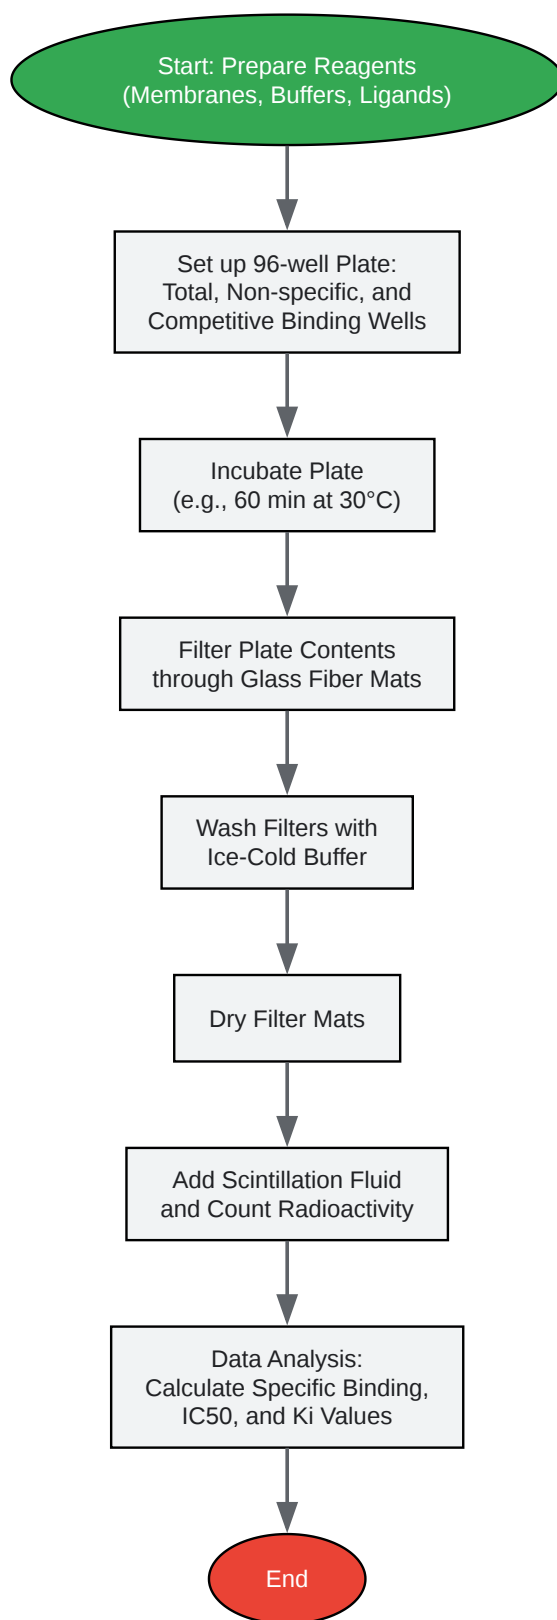 Start: Prepare Reagents
(Membranes, Buffers, Ligands)
Set up 96-well Plate:
Total, Non-specific, and
Competitive Binding Wells
Incubate Plate
(e.g., 60 min at 30°C)
Filter Plate Contents
through Glass Fiber Mats
Wash Filters with
Ice-Cold Buffer
Dry Filter Mats
Add Scintillation Fluid
and Count Radioactivity
Data Analysis:
Calculate Specific Binding,
IC50, and Ki Values
End